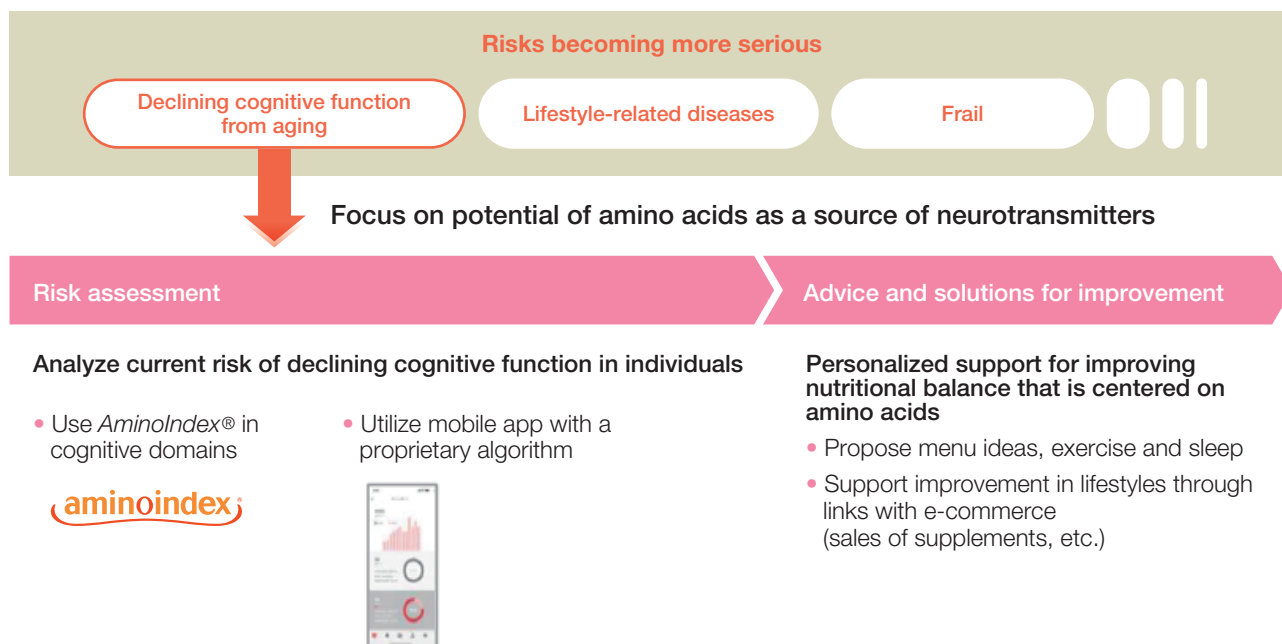 Risks becoming more serious
Declining cognitive function
from aging
Lifestyle-related diseases
Frail
Focus on potential of amino acids as a source of neurotransmitters
Risk assessment
Advice and solutions for improvement
Analyze current risk of declining cognitive function in individuals
• Use AminoIndex® in
cognitive domains
aminoindex®
• Utilize mobile app with a
proprietary algorithm
Personalized support for improving
nutritional balance that is centered on
amino acids
• Propose menu ideas, exercise and sleep
• Support improvement in lifestyles through
links with e-commerce
(sales of supplements, etc.)